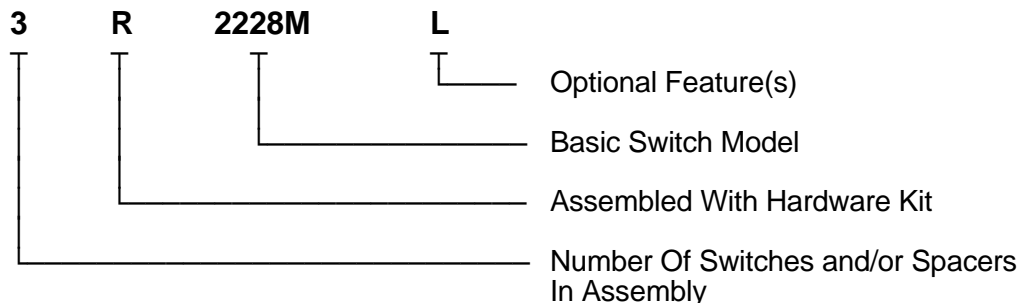 3 R 2228M L
Optional Feature(s)
Basic Switch Model
Assembled With Hardware Kit
Number Of Switches and/or Spacers
In Assembly